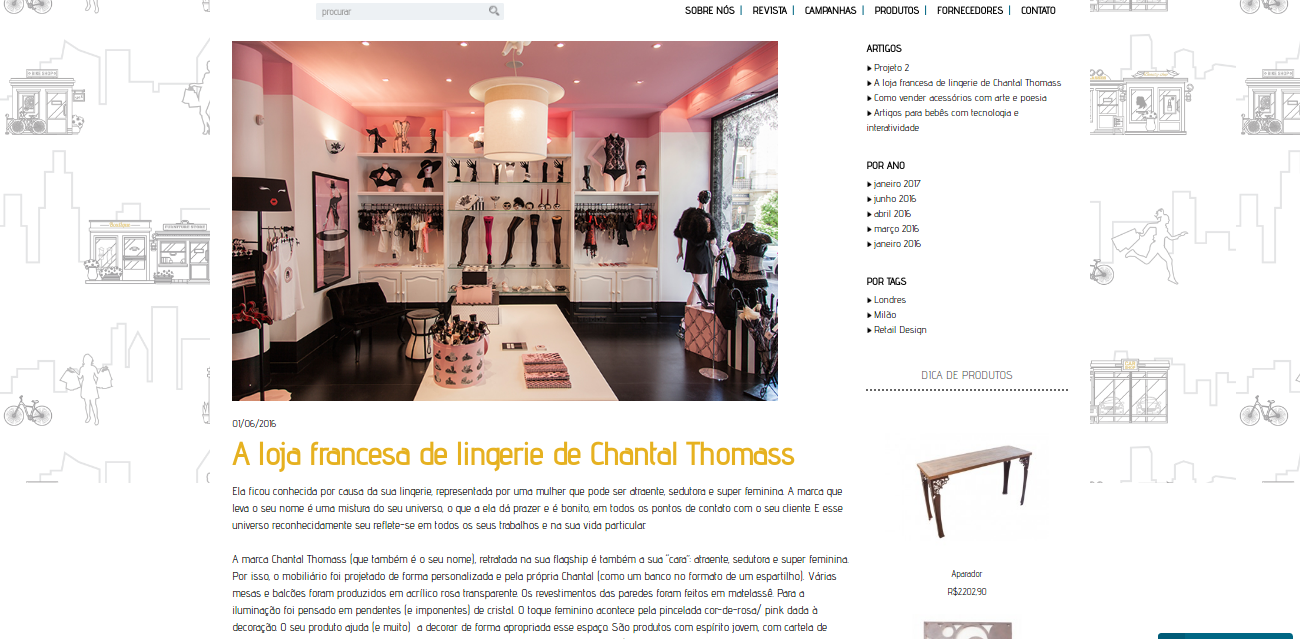 procurar
SOBRE NÓS | REVISTA | CAMPANHAS | PRODUTOS | FORNECEDORES | CONTATO
01/06/2016
A loja francesa de lingerie de Chantal Thomass
Ela ficou conhecida por causa da sua lingerie, representada por uma mulher que pode ser atraente, sedutora e super feminina. A marca que
leva o seu nome é uma mistura do seu universo, o que a ela dá prazer e é bonito, em todos os pontos de contato com o seu cliente. E esse
universo reconhecidamente seu reflete-se em todos os seus trabalhos e na sua vida particular.
A marca Chantal Thomass (que também é o seu nome), retratada na sua flagship é também a sua "cara": atraente, sedutora e super feminina.
Por isso, o mobiliário foi projetado de forma personalizada e pela própria Chantal (como um banco no formato de um espartilho). Várias
mesas e balcões foram produzidos em acrílico rosa transparente. Os revestimentos das paredes foram feitos em matelassê. Para a
iluminação foi pensado em pendentes (e imponentes) de cristal. O toque feminino acontece pela pincelada cor-de-rosa/ pink dada à
decoração. O seu produto ajuda (e muito) a decorar de forma apropriada esse espaço. São produtos com espírito jovem, com cartela de
ARTIGOS
Projeto 2
A loja francesa de lingerie de Chantal Thomass
Como vender acessórios com arte e poesia
Artigos para bebês com tecnologia e
interatividade
POR ANO
janeiro 2017
junho 2016
abril 2016
março 2016
janeiro 2016
POR TAGS
Londres
Milão
Retail Design
DICA DE PRODUTOS
Aparador
R$2202.90